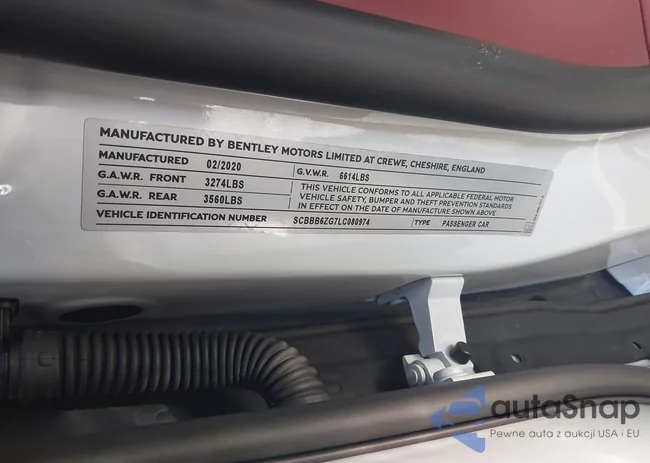 MANUFACTURED BY BENTLEY MOTORS LIMITED AT CREWE, CHESHIRE, ENGLAND
MANUFACTURED 02/2020 G.V.W.R. 6614LBS
G.A.W.R. FRONT 3274LBS
G.A.W.R. REAR 3560LBS
THIS VEHICLE CONFORMS TO ALL APPLICABLE FEDERAL MOTOR
VEHICLE SAFETY, BUMPER AND THEFT PREVENTION STANDARDS
IN EFFECT ON THE DATE OF MANUFACTURE SHOWN ABOVE
VEHICLE IDENTIFICATION NUMBER SCBBB6ZG7LC080974 TYPE PASSENGER CAR
autaSnap
Pewne auta z aukcji USA i EU